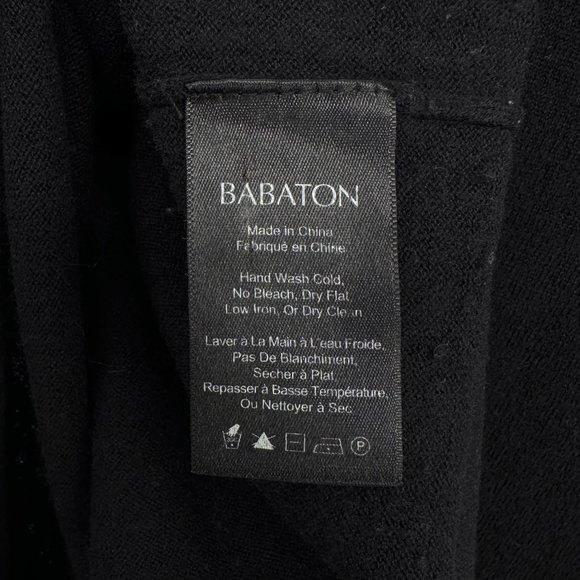 BABATON
Made in China
Fabriqué en Chine
Hand Wash Cold,
No Bleach, Dry Flat,
Low Iron, Or Dry Clean
Laver à La Main à L'eau Froide,
Pas De Blanchiment,
Secher à Plat,
Repasser à Basse Température,
Ou Nettoyer à Sec
P